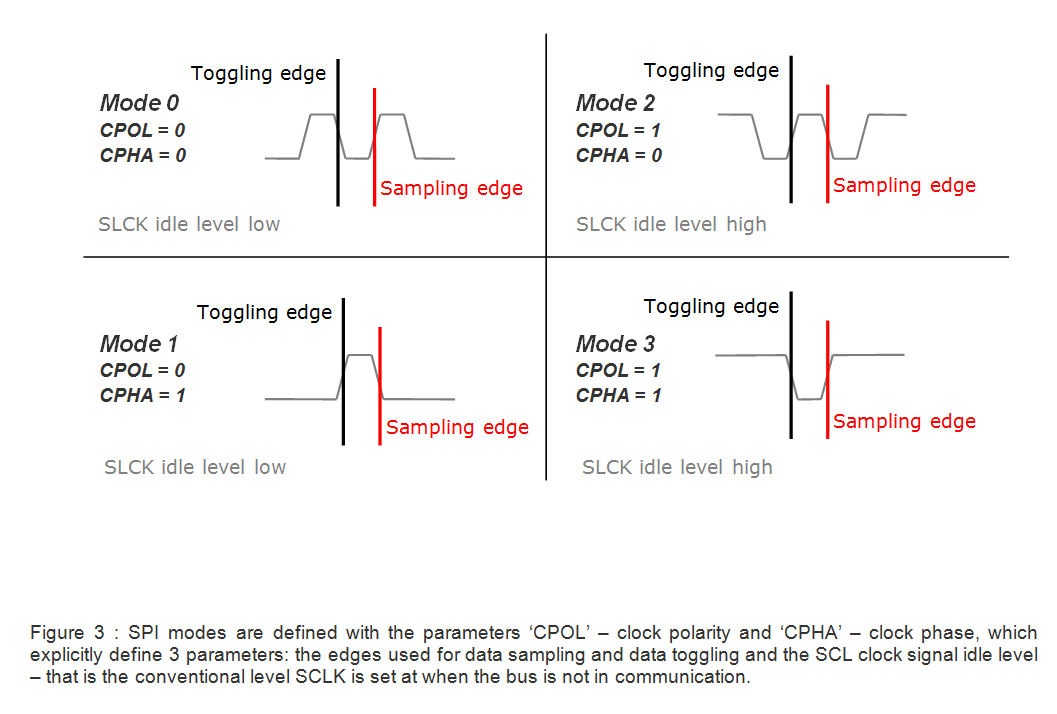 Toggling edge
Mode 0
CPOL = 0
CPHA = 0
Sampling edge
SLCK idle level low
Toggling edge
Mode 2
CPOL = 1
CPHA = 0
Sampling edge
SLCK idle level high
Toggling edge
Mode 1
CPOL = 0
CPHA = 1
Sampling edge
SLCK idle level low
Toggling edge
Mode 3
CPOL = 1
CPHA = 1
Sampling edge
SLCK idle level high
Figure 3 : SPI modes are defined with the parameters ‘CPOL’ – clock polarity and ‘CPHA’ – clock phase, which
explicitly define 3 parameters: the edges used for data sampling and data toggling and the SCL clock signal idle level
– that is the conventional level SCLK is set at when the bus is not in communication.